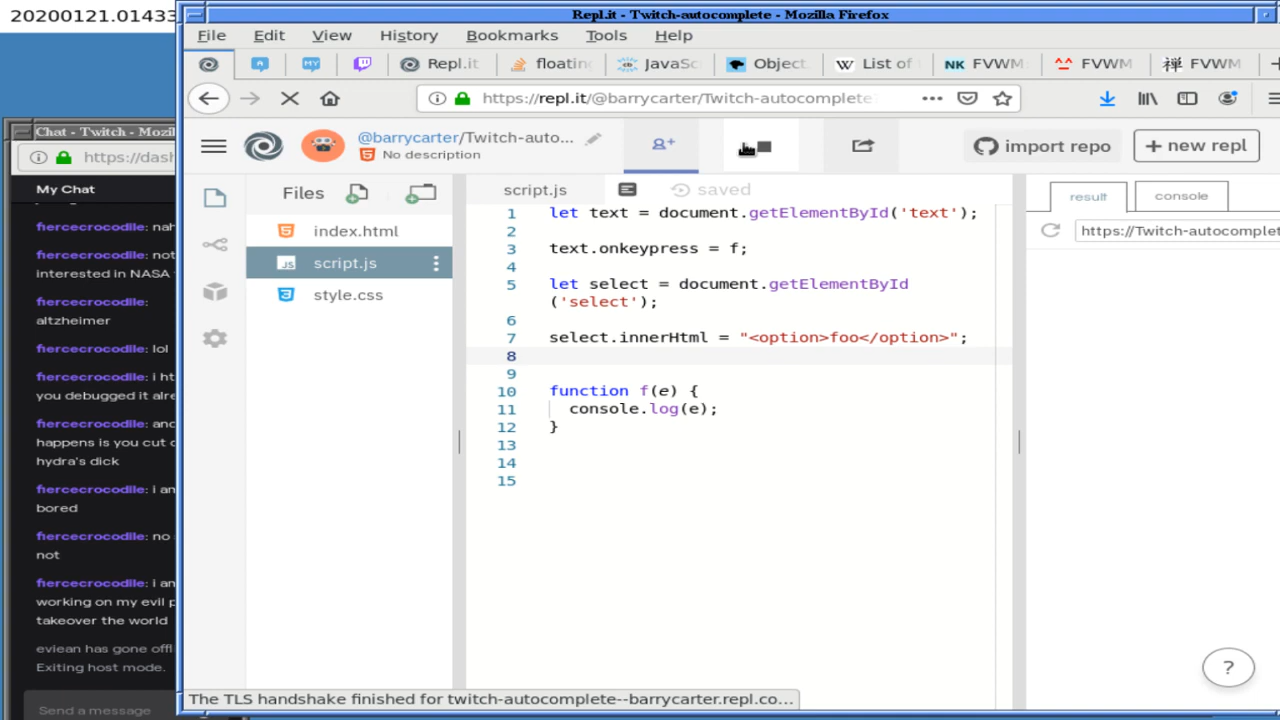 20200121.01433
Repl.it - Twitch-autocomplete - Mozilla Firefox
File Edit View History Bookmarks Tools Help
Repl.it floating JavaSc Object. List of NK FVWM FVWM 禅 FVWM
https://repl.it/@barrycarter/Twitch-autocomplete
@barrycarter/Twitch-auto...
No description
import repo
+ new repl
Chat - Twitch - Mozil
https://dash
My Chat
fiercecrocodile: nah
fiercecrocodile: not
interested in NASA
fiercecrocodile:
altzheimer
fiercecrocodile: lol
fiercecrocodile: i ht
you debugged it alre
fiercecrocodile: and
happens is you cut o
hydra's dick
fiercecrocodile: i am
bored
fiercecrocodile: no
not
fiercecrocodile: i am
working on my evil p
takeover the world
eviean has gone offl
Exiting host mode.
Send a message
Files
index.html
script.js
style.css
script.js
saved
1 let text = document.getElementById('text');
2
3 text.onkeypress = f;
4
5 let select = document.getElementById
('select');
6
7 select.innerHtml = "<option>foo</option>";
8
9
10 function f(e) {
11 console.log(e);
12 }
13
14
15
result
console
https://Twitch-autocomplet
?
The TLS handshake finished for twitch-autocomplete--barrycarter.repl.co...